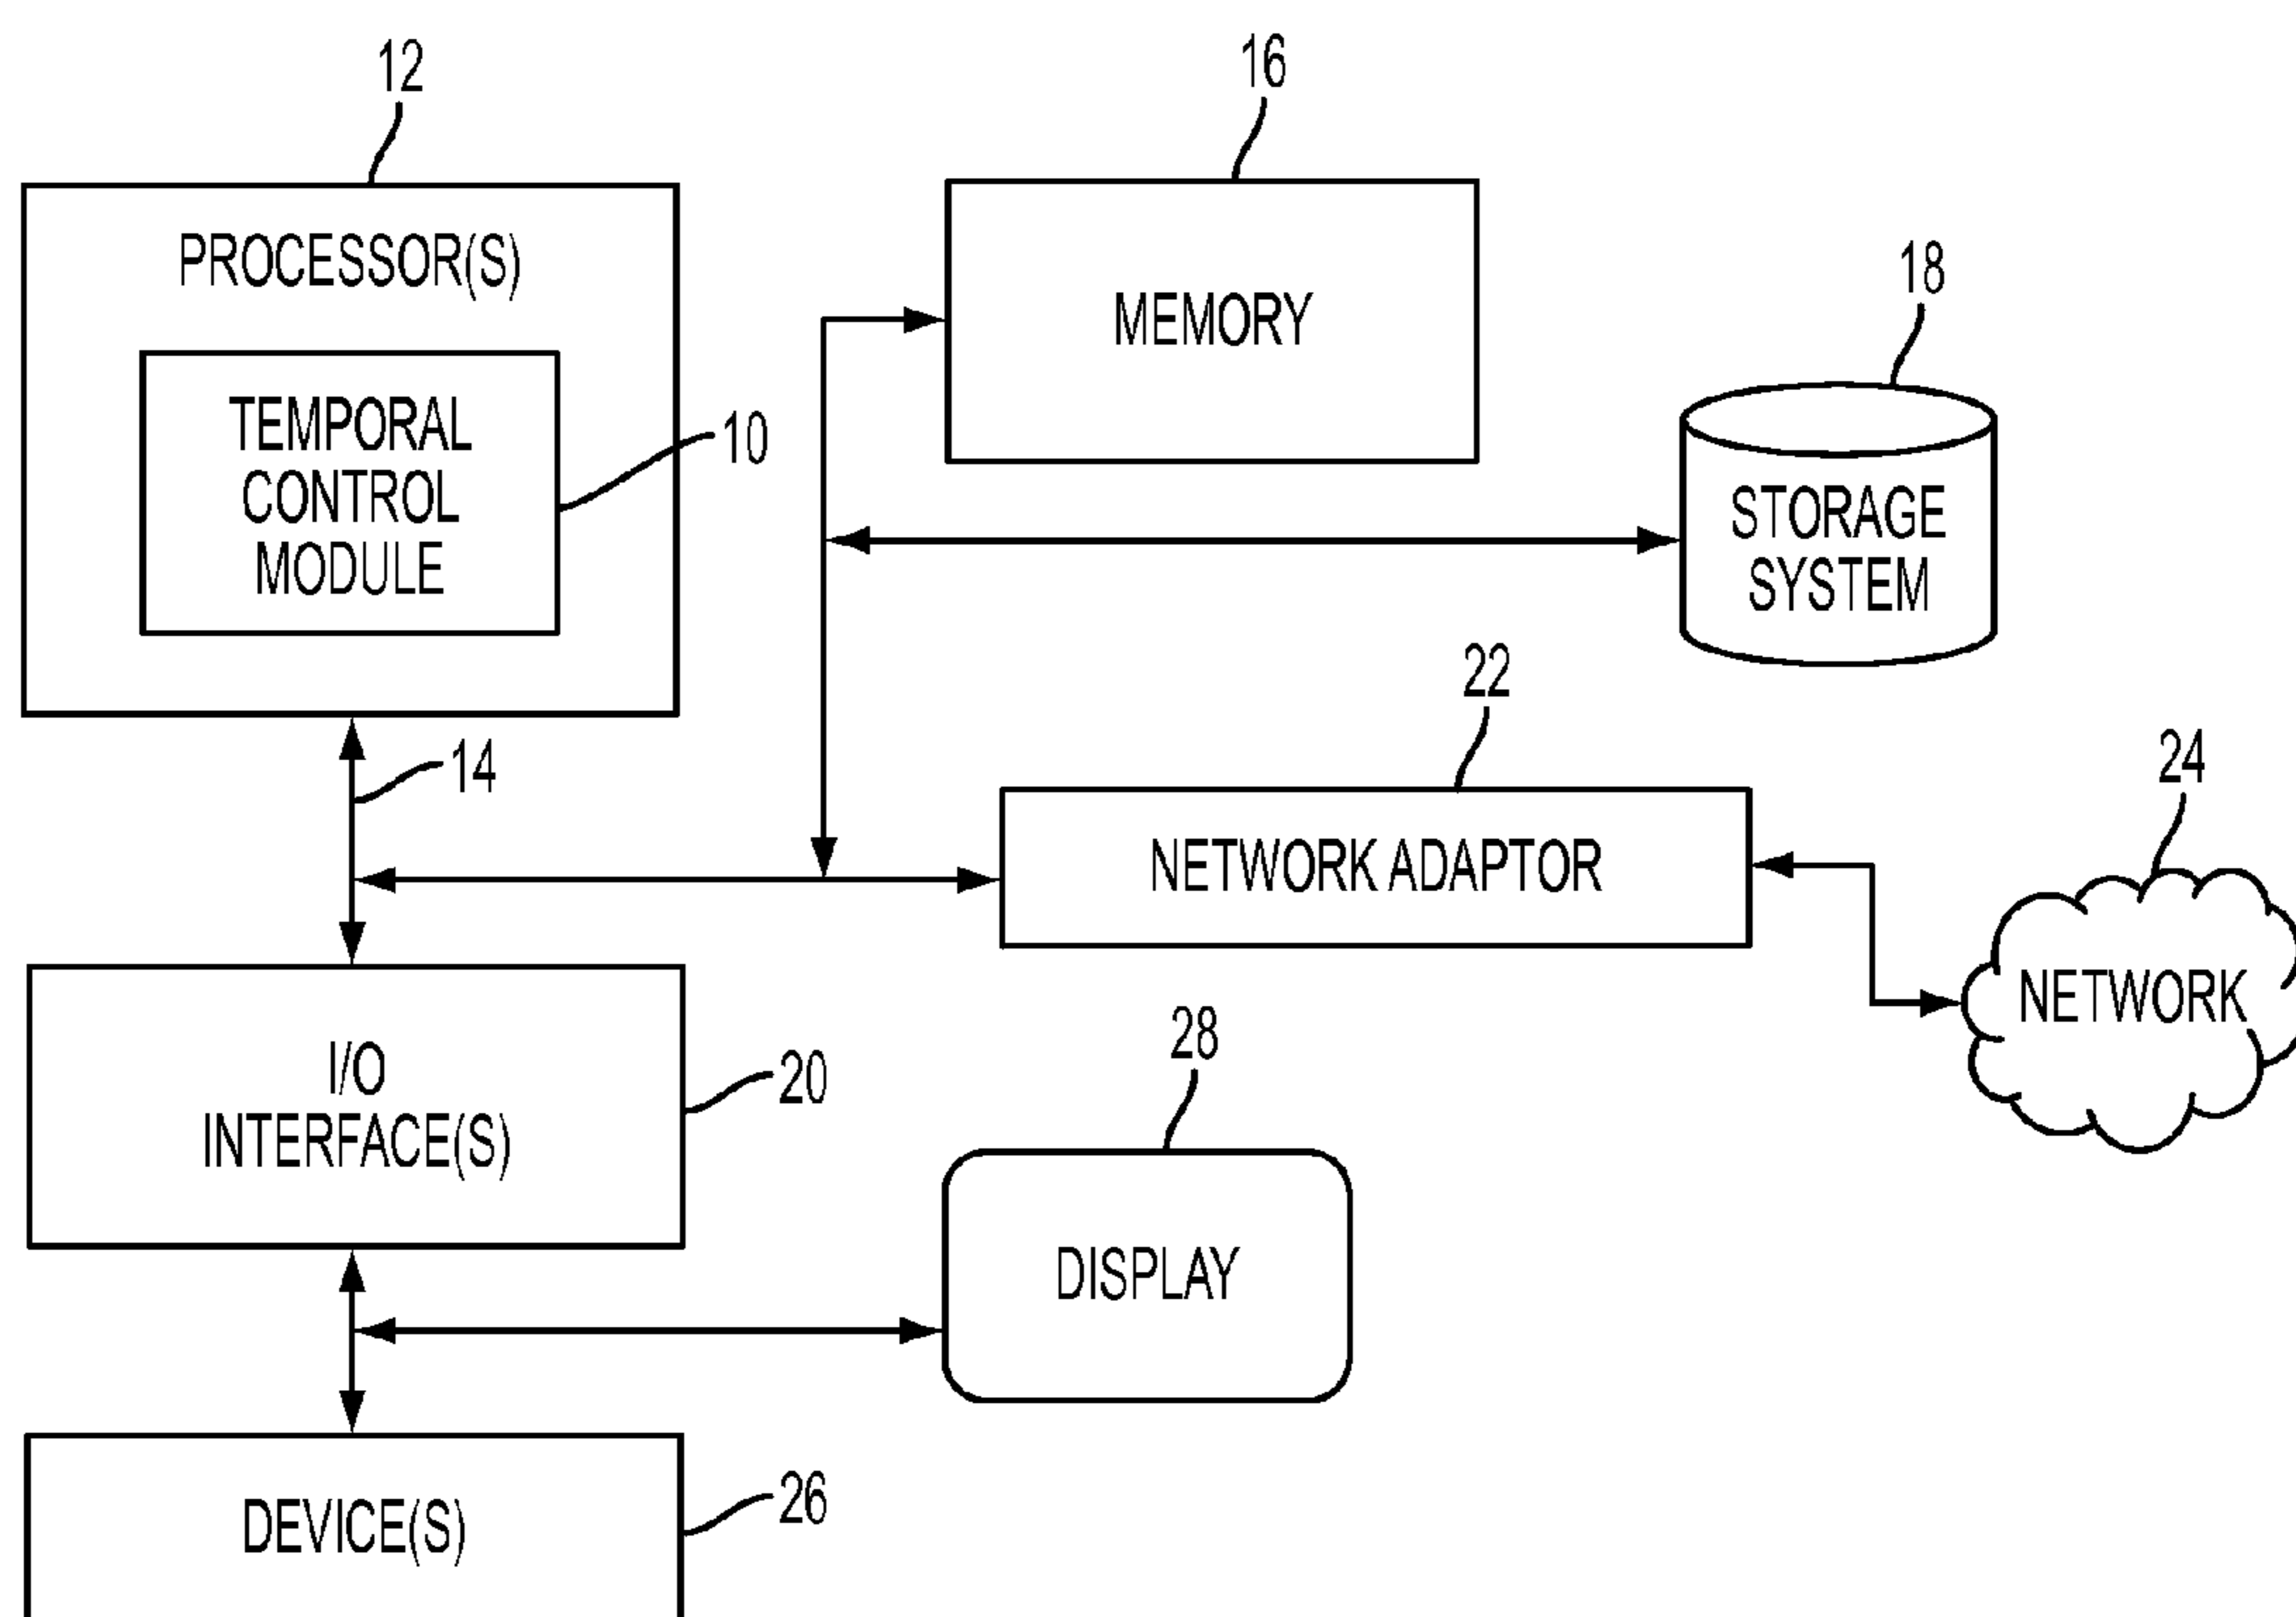 12
16
PROCESSOR(S)
18
MEMORY
TEMPORAL
CONTROL
MODULE
10
STORAGE
SYSTEM
22
14
24
NETWORK ADAPTOR
NETWORK
28
I/O
INTERFACE(S)
20
DISPLAY
DEVICE(S)
26